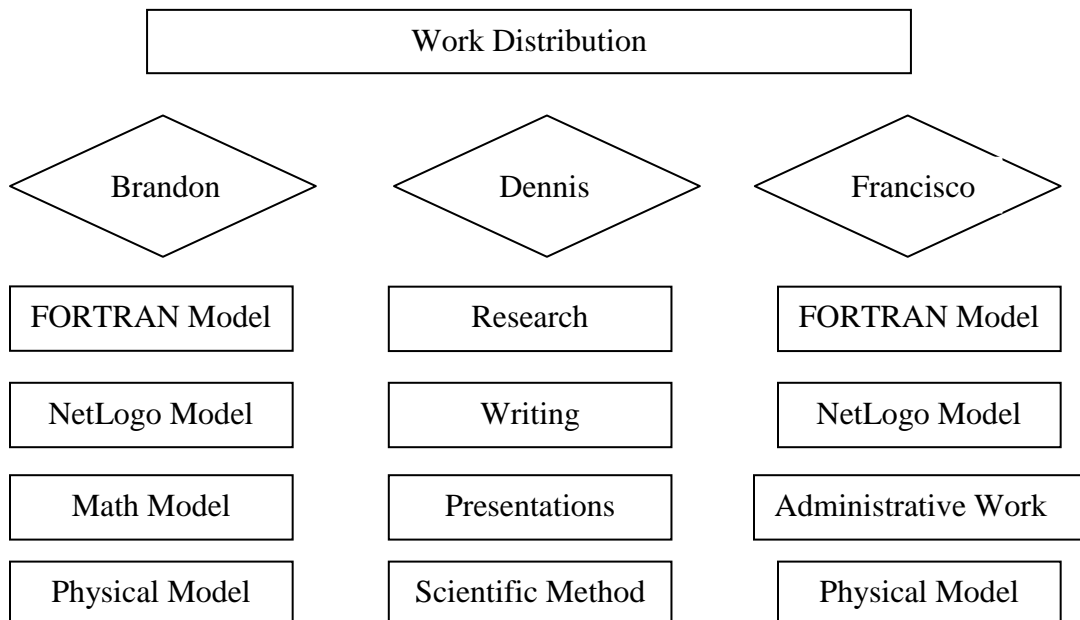 Work Distribution
Brandon
Dennis
Francisco
FORTRAN Model
Research
FORTRAN Model
NetLogo Model
Writing
NetLogo Model
Math Model
Presentations
Administrative Work
Physical Model
Scientific Method
Physical Model